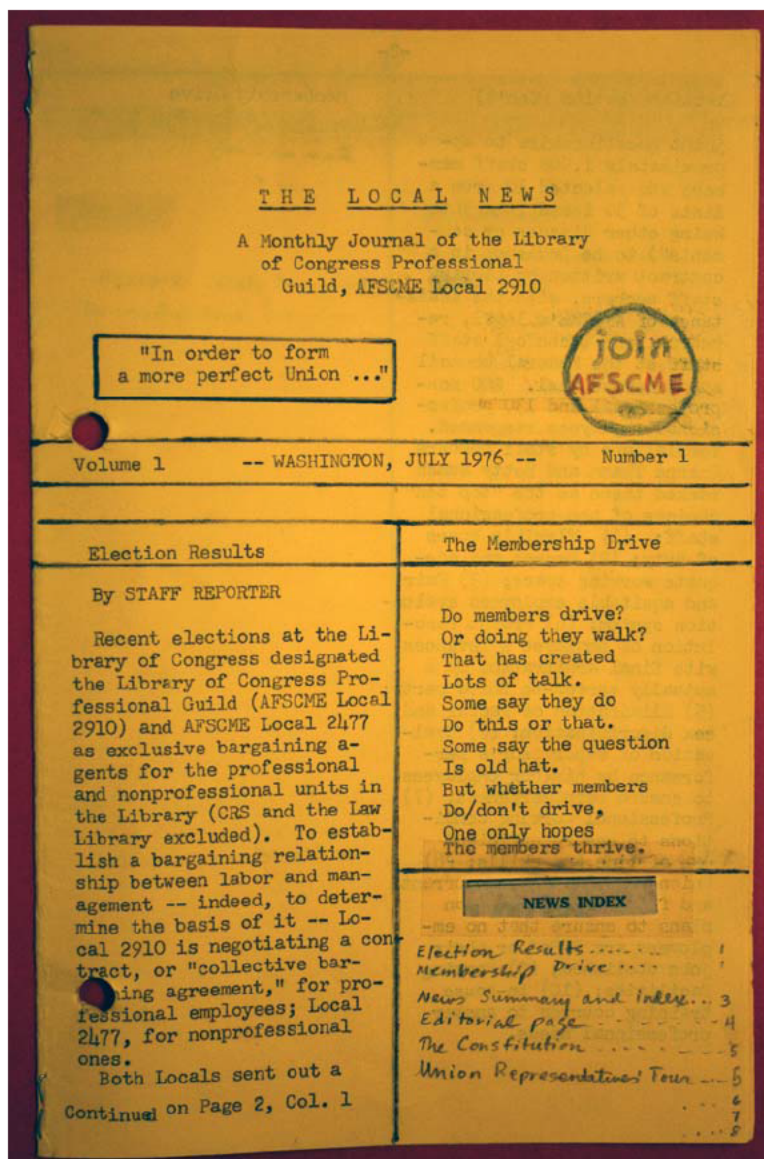 THE LOCAL NEWS
A Monthly Journal of the Library
of Congress Professional
Guild, AFSCME Local 2910
"In order to form
a more perfect Union ..."
join
AFSCME
Volume 1 -- WASHINGTON, JULY 1976 -- Number 1
Election Results
By STAFF REPORTER
Recent elections at the Li-
brary of Congress designated
the Library of Congress Pro-
fessional Guild (AFSCME Local
2910) and AFSCME Local 2477
as exclusive bargaining a-
gents for the professional
and nonprofessional units in
the Library (CRS and the Law
Library excluded). To estab-
lish a bargaining relation-
ship between labor and man-
agement -- indeed, to deter-
mine the basis of it -- Lo-
cal 2910 is negotiating a con-
tract, or "collective bar-
ning agreement," for pro-
fessional employees; Local
2477, for nonprofessional
ones.
Both Locals sent out a
Continued on Page 2, Col. 1
The Membership Drive
Do members drive?
Or doing they walk?
That has created
Lots of talk.
Some say they do
Do this or that.
Some say the question
Is old hat.
But whether members
Do/don't drive,
One only hopes
The members thrive.
NEWS INDEX
Election Results ........ 1
Membership Drive .... 1
News Summary and index... 3
Editorial page ........ 4
The Constitution ........ 5
Union Representatives' Tour ... 5
... 6
7
.... 8